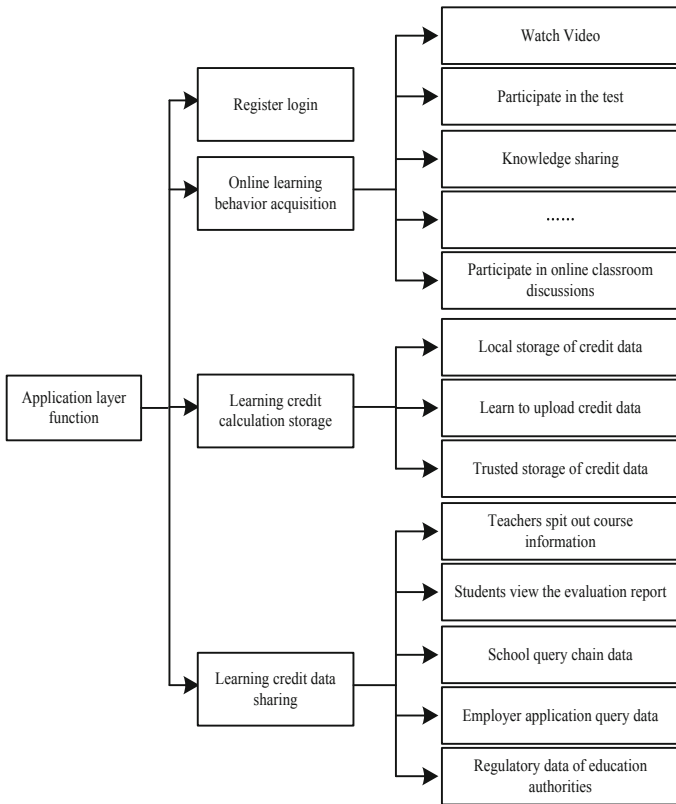 Application layer
function
Register login
Online learning
behavior acquisition
Watch Video
Participate in the test
Knowledge sharing
......
Participate in online classroom
discussions
Learning credit
calculation storage
Local storage of credit data
Learn to upload credit data
Trusted storage of credit data
Learning credit data
sharing
Teachers spit out course
information
Students view the evaluation report
School query chain data
Employer application query data
Regulatory data of education
authorities